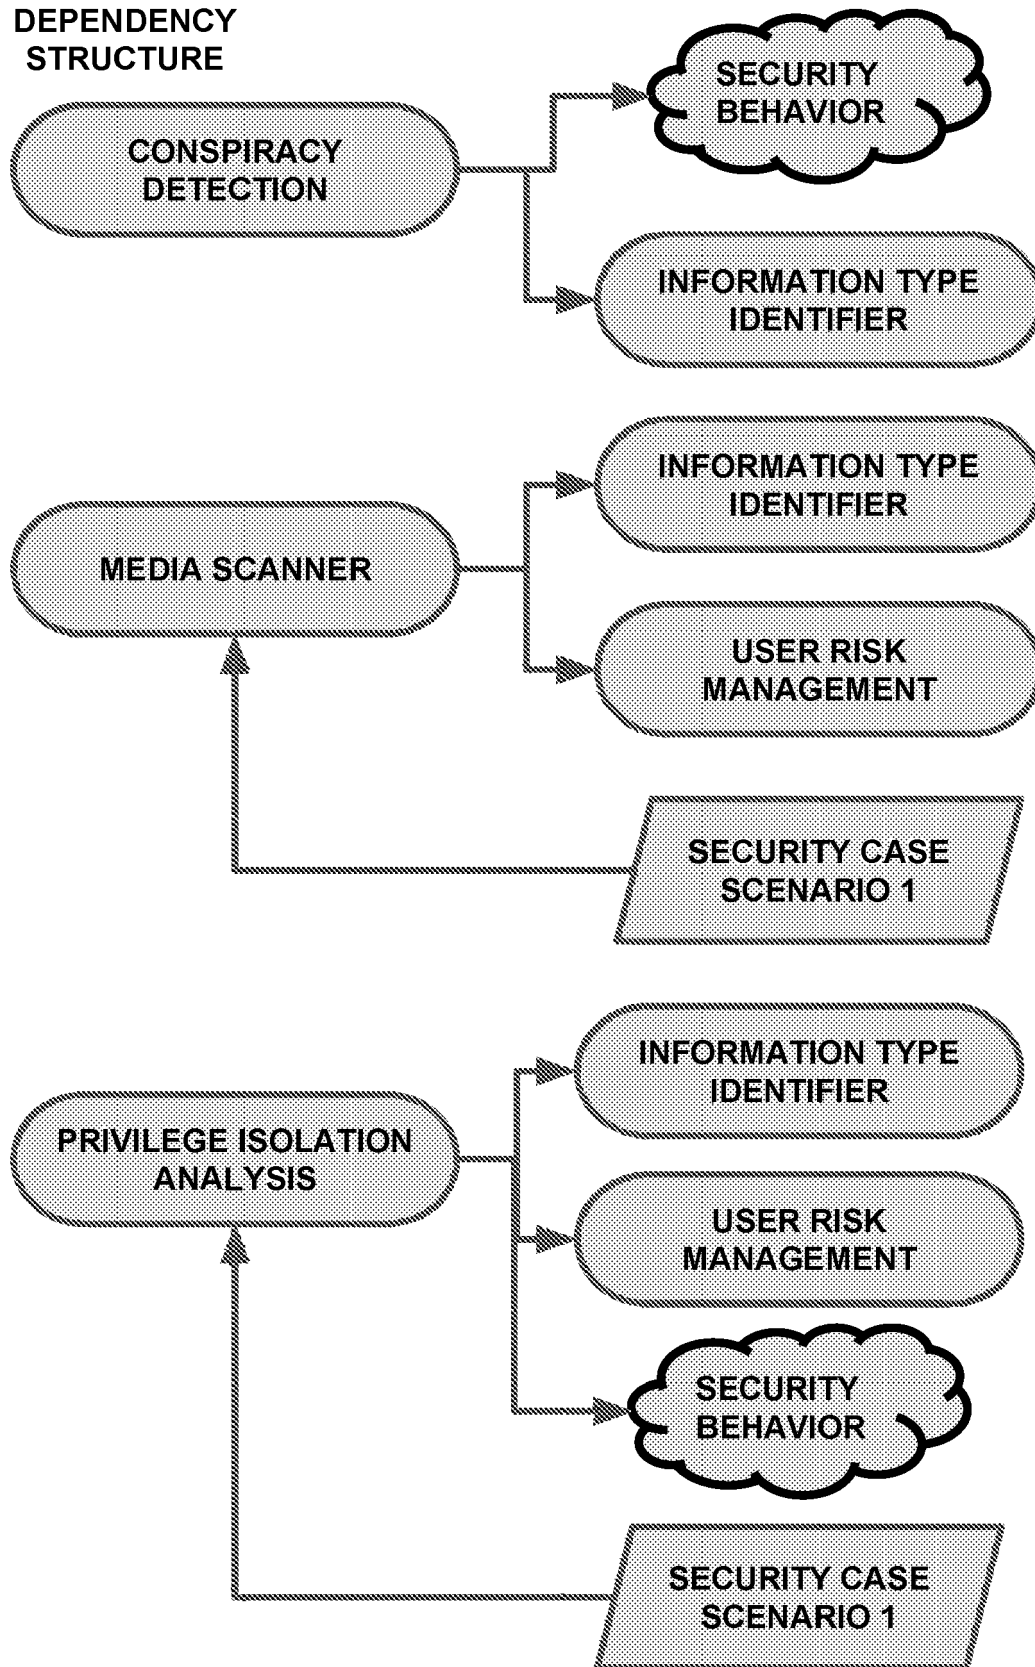 DEPENDENCY
STRUCTURE
SECURITY
BEHAVIOR
CONSPIRACY
DETECTION
INFORMATION TYPE
IDENTIFIER
INFORMATION TYPE
IDENTIFIER
MEDIA SCANNER
USER RISK
MANAGEMENT
SECURITY CASE
SCENARIO 1
INFORMATION TYPE
IDENTIFIER
PRIVILEGE ISOLATION
ANALYSIS
USER RISK
MANAGEMENT
SECURITY
BEHAVIOR
SECURITY CASE
SCENARIO 1